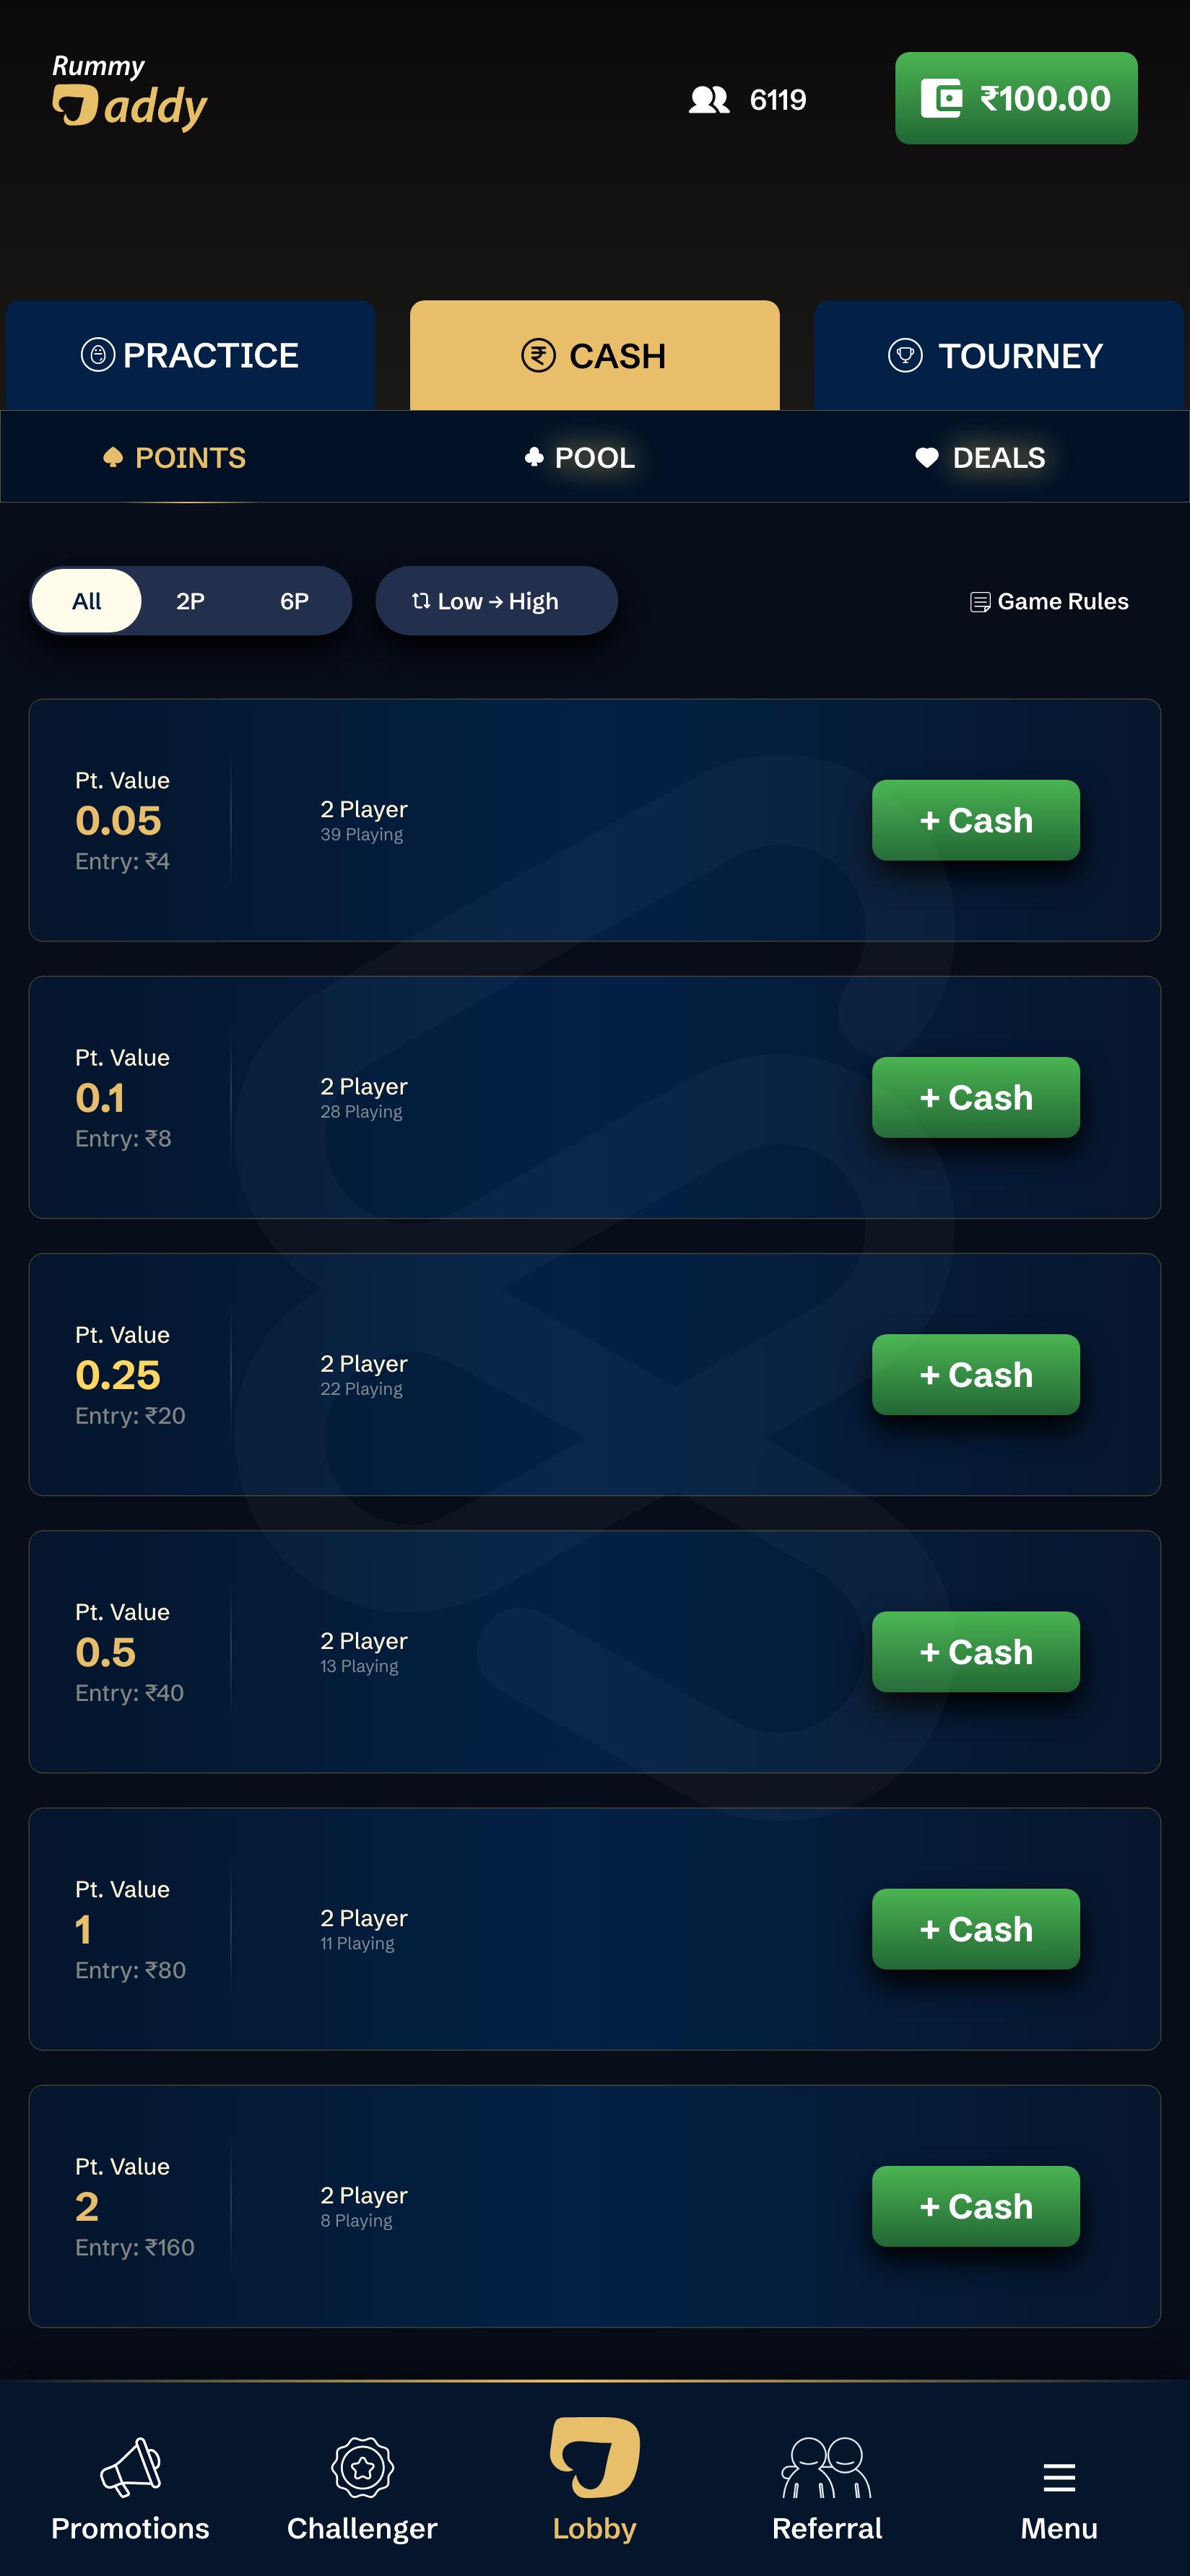 Rummy
Daddy
6119
₹100.00
PRACTICE
CASH
TOURNEY
POINTS
POOL
DEALS
All 2P 6P
Low → High
Game Rules
Pt. Value
0.05
Entry: ₹4
2 Player
39 Playing
+ Cash
Pt. Value
0.1
Entry: ₹8
2 Player
28 Playing
+ Cash
Pt. Value
0.25
Entry: ₹20
2 Player
22 Playing
+ Cash
Pt. Value
0.5
Entry: ₹40
2 Player
13 Playing
+ Cash
Pt. Value
1
Entry: ₹80
2 Player
11 Playing
+ Cash
Pt. Value
2
Entry: ₹160
2 Player
8 Playing
+ Cash
Promotions
Challenger
Lobby
Referral
Menu